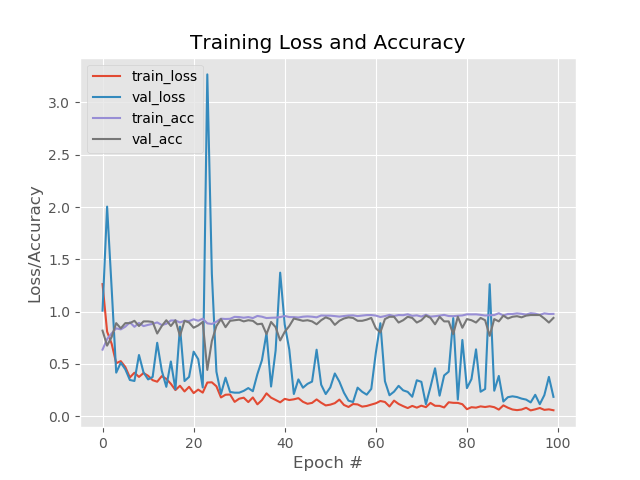 Training Loss and Accuracy
train_loss
val_loss
train_acc
val_acc
Loss/Accuracy
3.0
2.5
2.0
1.5
1.0
0.5
0.0
0 20 40 60 80 100
Epoch #